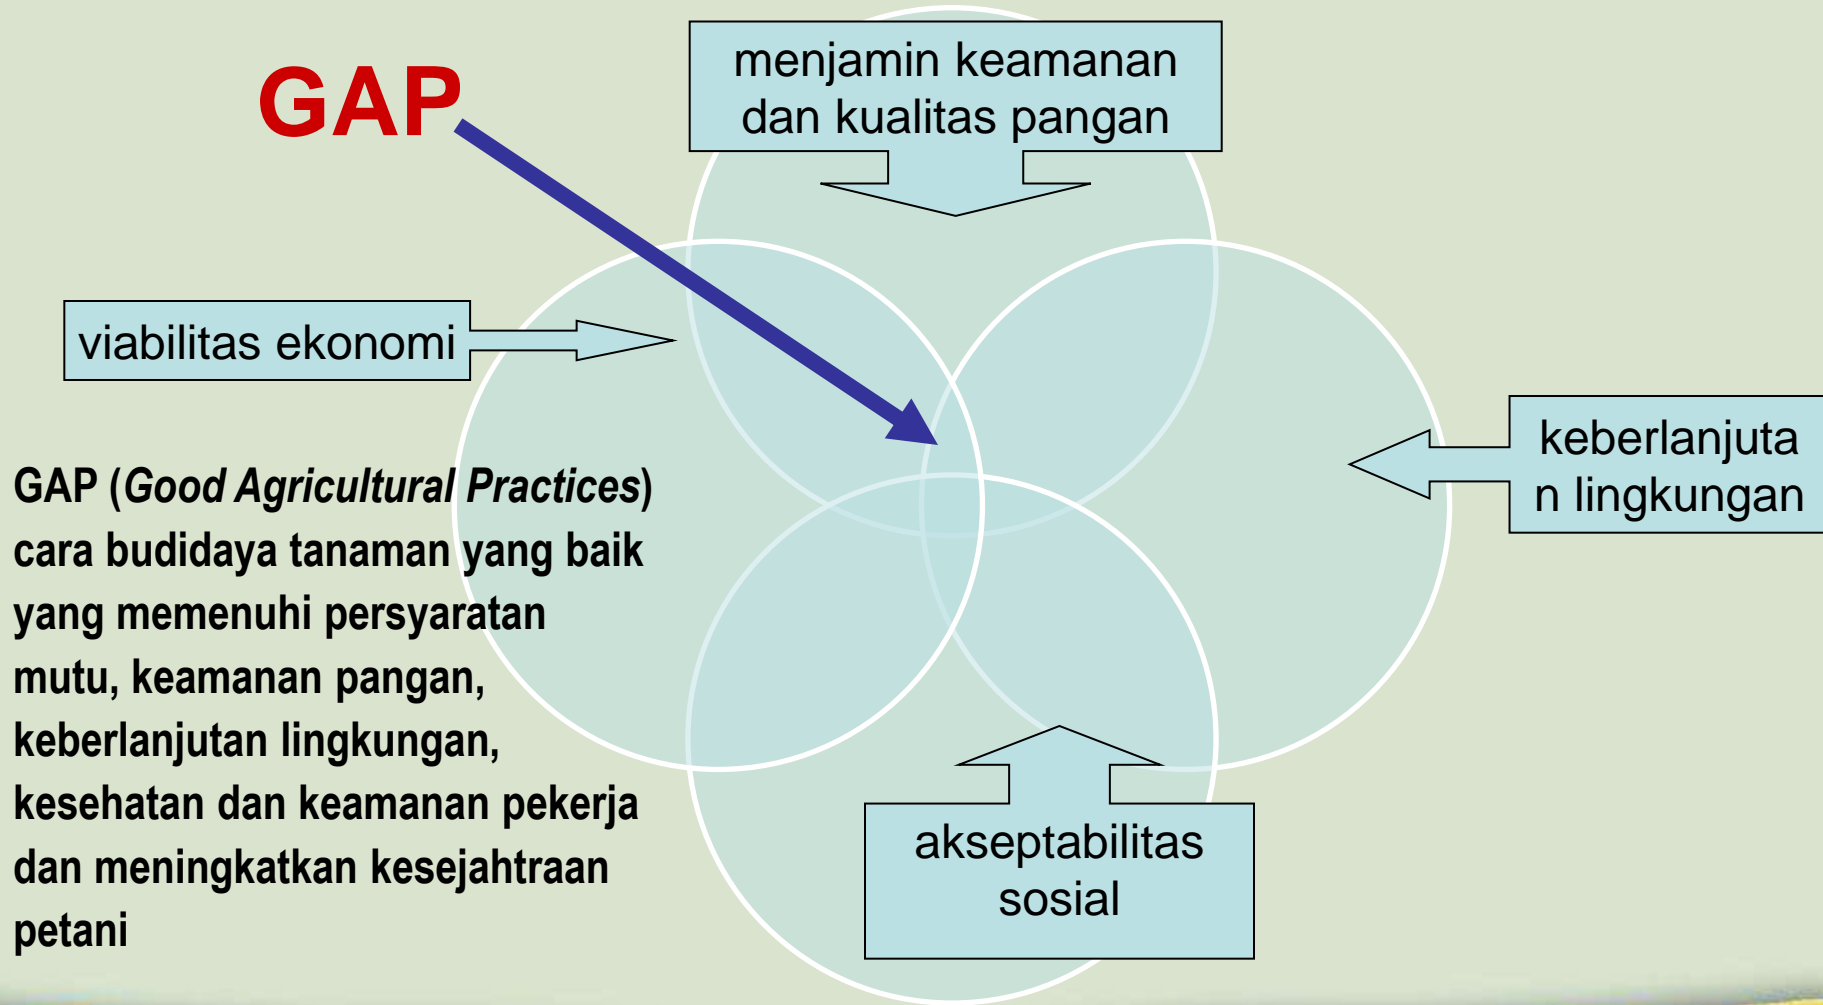 GAP
menjamin keamanan
dan kualitas pangan
viabilitas ekonomi
keberlanjuta
n lingkungan
GAP (Good Agricultural Practices)
cara budidaya tanaman yang baik
yang memenuhi persyaratan
mutu, keamanan pangan,
keberlanjutan lingkungan,
kesehatan dan keamanan pekerja
dan meningkatkan kesejahtraan
petani
akseptabilitas
sosial